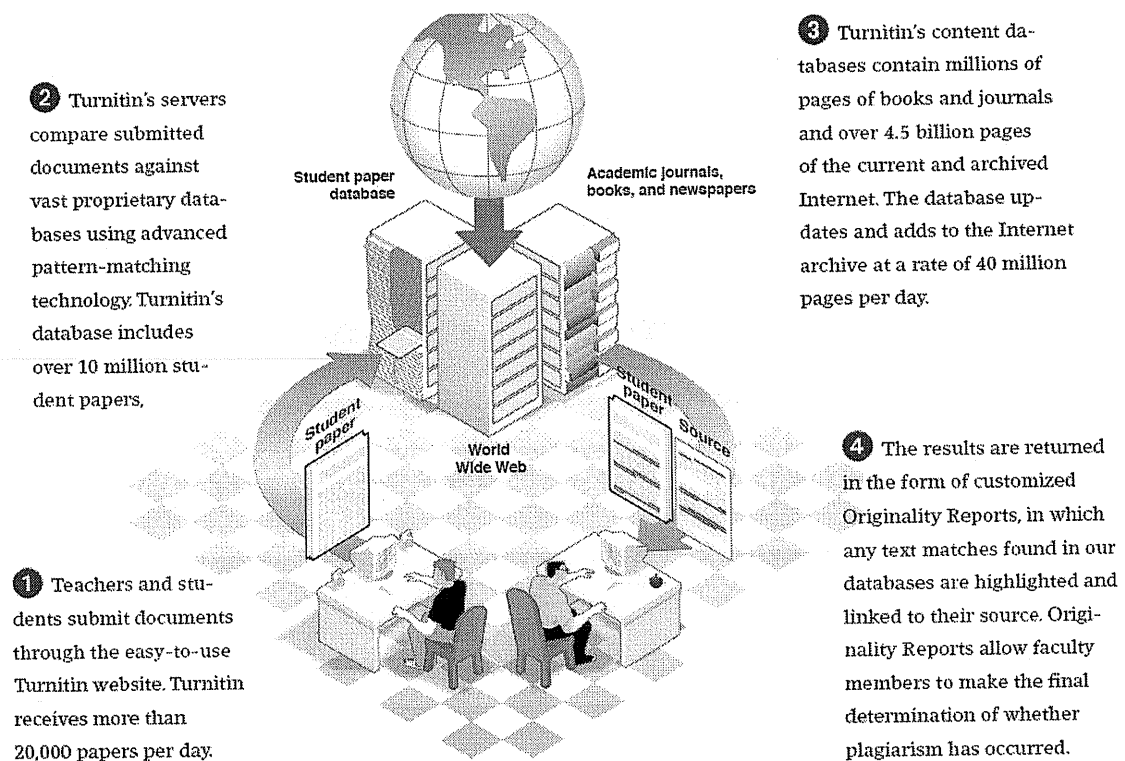 1 Teachers and stu-
dents submit documents
through the easy-to-use
Turnitin website. Turnitin
receives more than
20,000 papers per day.
2 Turnitin's servers
compare submitted
documents against
vast proprietary data-
bases using advanced
pattern-matching
technology. Turnitin's
database includes
over 10 million stu-
dent papers,
3 Turnitin's content da-
tabases contain millions of
pages of books and journals
and over 4.5 billion pages
of the current and archived
Internet. The database up-
dates and adds to the Internet
archive at a rate of 40 million
pages per day.
4 The results are returned
in the form of customized
Originality Reports, in which
any text matches found in our
databases are highlighted and
linked to their source. Origi-
nality Reports allow faculty
members to make the final
determination of whether
plagiarism has occurred.
Student paper
database
Academic journals,
books, and newspapers
World
Wide Web
Student
paper
Student
paper
Source